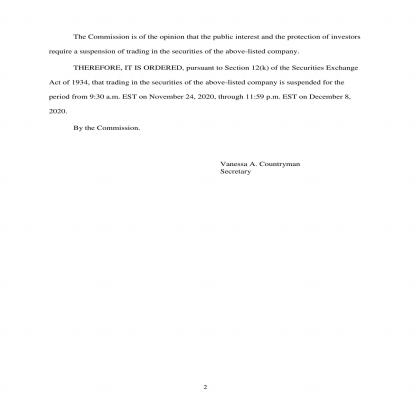 The Commission is of the opinion that the public interest and the protection of investors
require a suspension of trading in the securities of the above-listed company.
THEREFORE, IT IS ORDERED, pursuant to Section 12(k) of the Securities Exchange
Act of 1934, that trading in the securities of the above-listed company is suspended for the
period from 9:30 a.m. EST on November 24, 2020, through 11:59 p.m. EST on December 8,
2020.
By the Commission.
Vanessa A. Countryman
Secretary
2